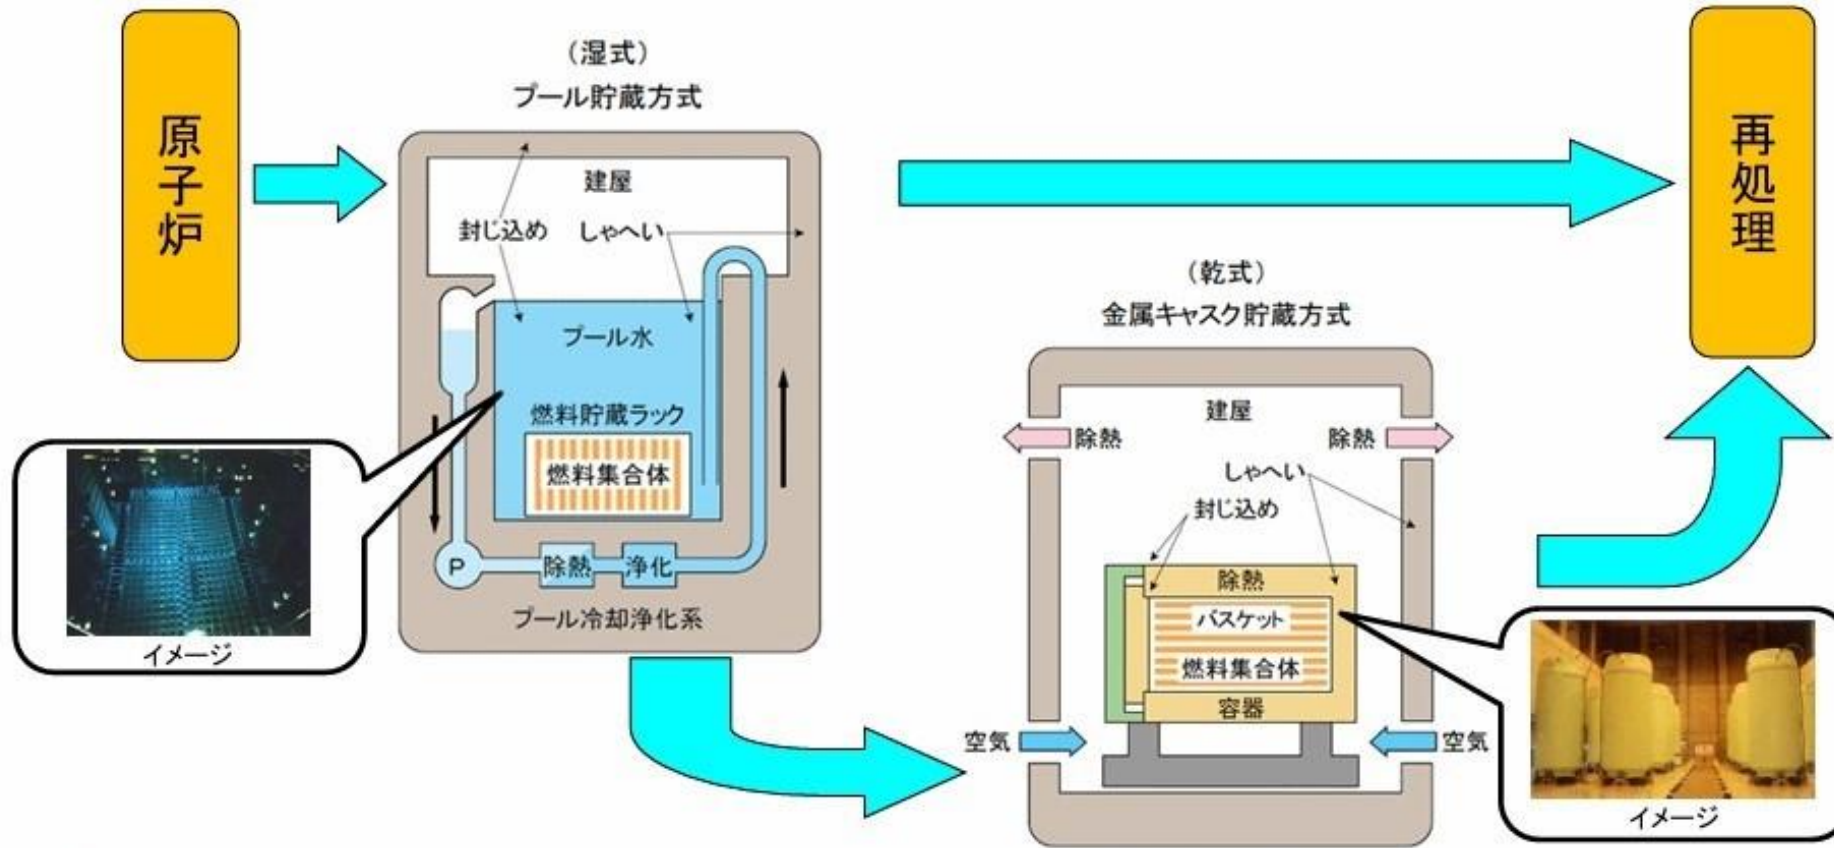 原子炉
（湿式）
プール貯蔵方式
建屋
封じ込め
しゃへい
プール水
燃料貯蔵ラック
燃料集合体
P
除熱
浄化
プール冷却浄化系
イメージ
再処理
（乾式）
金属キャスク貯蔵方式
建屋
除熱
除熱
しゃへい
封じ込め
除熱
バスケット
燃料集合体
容器
空気
空気
イメージ